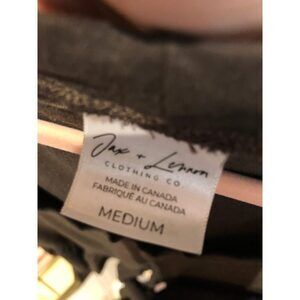 Jax + Lennon
CLOTHING CO
MADE IN CANADA
FABRIQUÉ AU CANADA
MEDIUM